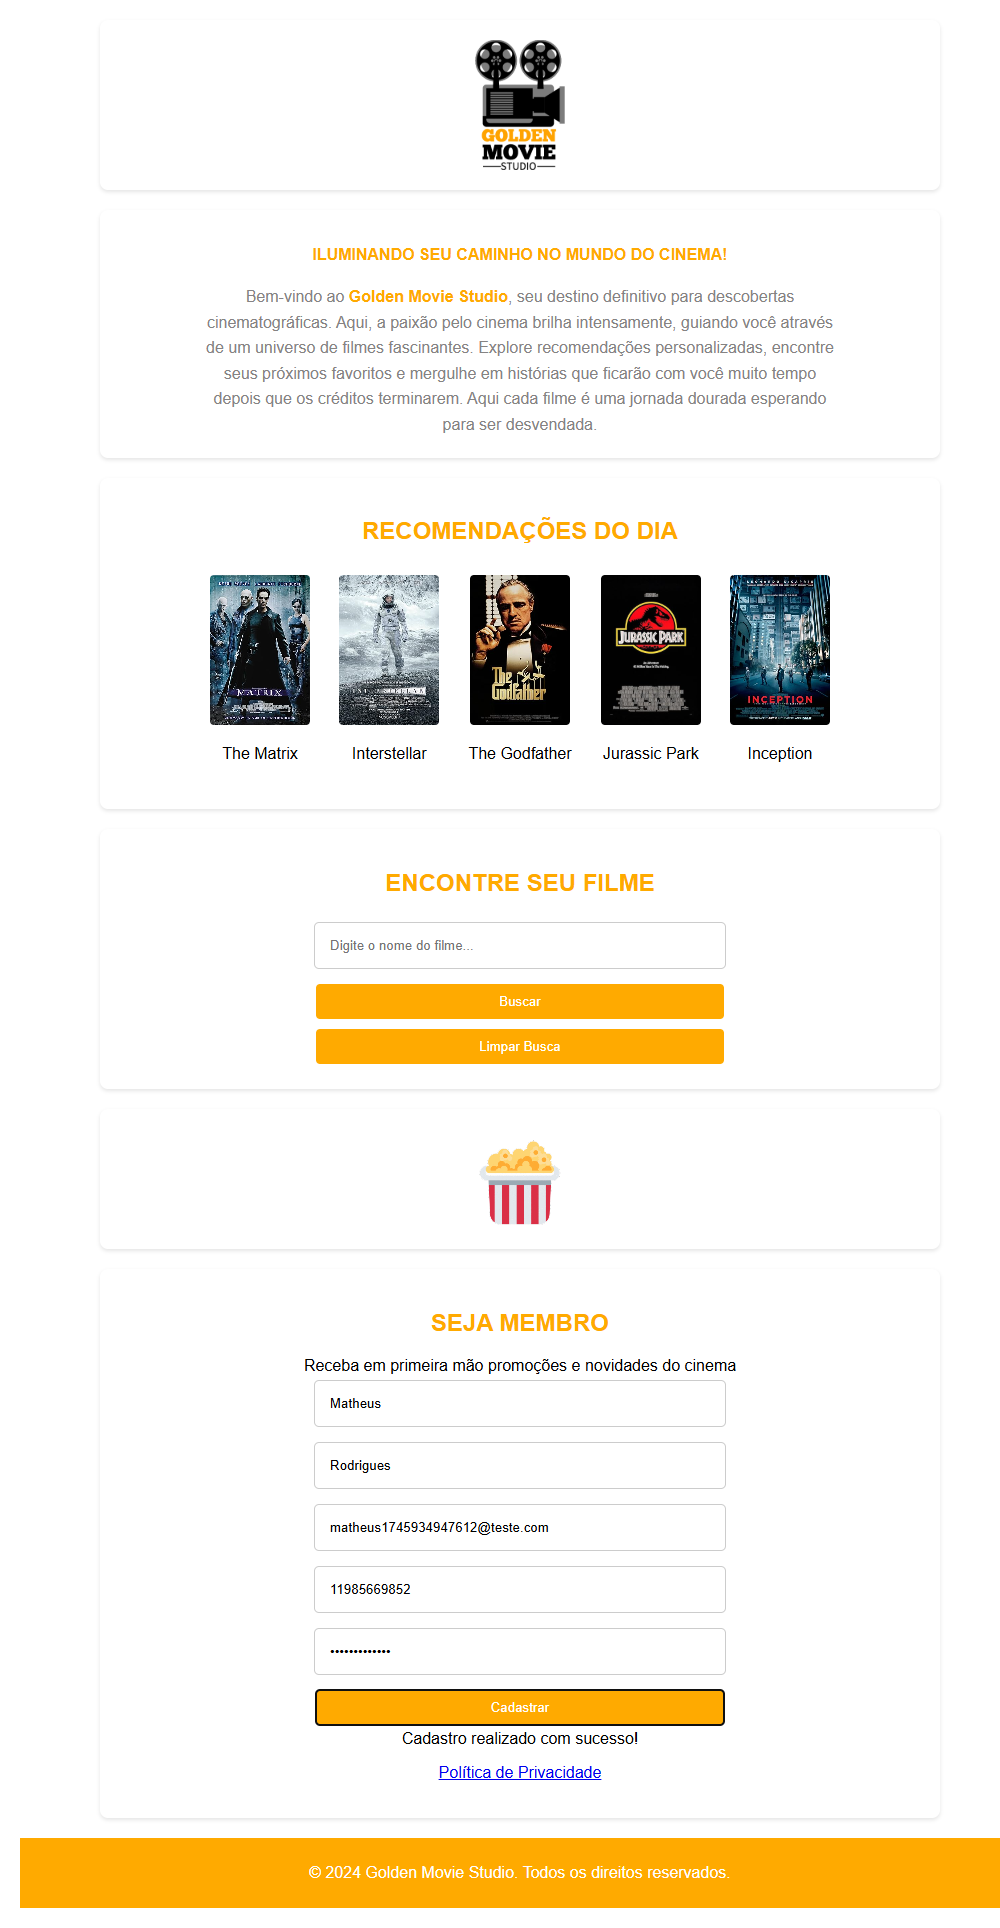 GOLDEN
MOVIE
STUDIO
ILUMINANDO SEU CAMINHO NO MUNDO DO CINEMA!
Bem-vindo ao Golden Movie Studio, seu destino definitivo para descobertas
cinematográficas. Aqui, a paixão pelo cinema brilha intensamente, guiando você através
de um universo de filmes fascinantes. Explore recomendações personalizadas, encontre
seus próximos favoritos e mergulhe em histórias que ficarão com você muito tempo
depois que os créditos terminarem. Aqui cada filme é uma jornada dourada esperando
para ser desvendada.
RECOMENDAÇÕES DO DIA
MATRIX
The
Godfather
JURASSIC PARK
INCEPTION
The Matrix
Interstellar
The Godfather
Jurassic Park
Inception
ENCONTRE SEU FILME
Digite o nome do filme...
Buscar
Limpar Busca
SEJA MEMBRO
Receba em primeira mão promoções e novidades do cinema
Matheus
Rodrigues
matheus1745934947612@teste.com
11985669852
•••••••••••••
Cadastrar
Cadastro realizado com sucesso!
Política de Privacidade
© 2024 Golden Movie Studio. Todos os direitos reservados.